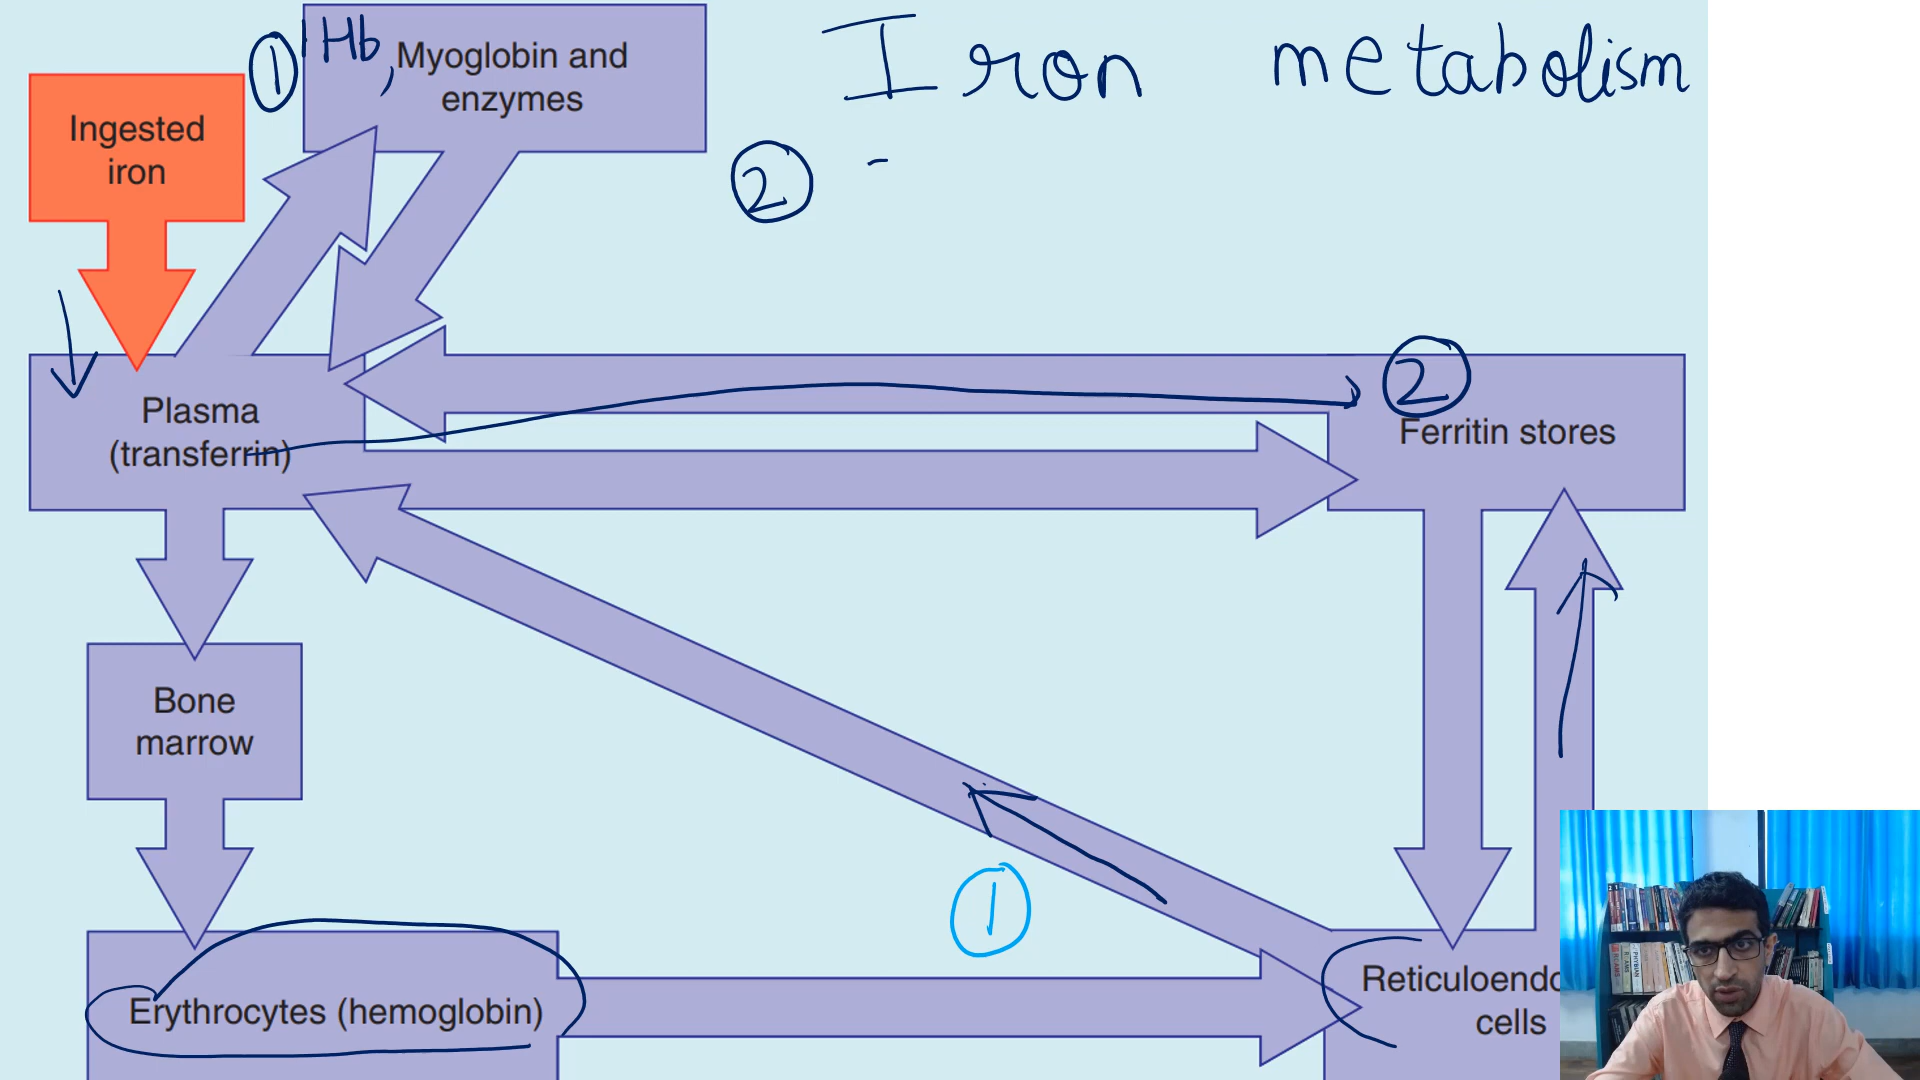 Iron metabolism
① Hb,
Myoglobin and
enzymes
Ingested
iron
② -
Plasma
(transferrin)
②
Ferritin stores
Bone
marrow
①
Erythrocytes (hemoglobin)
Reticuloendo
cells